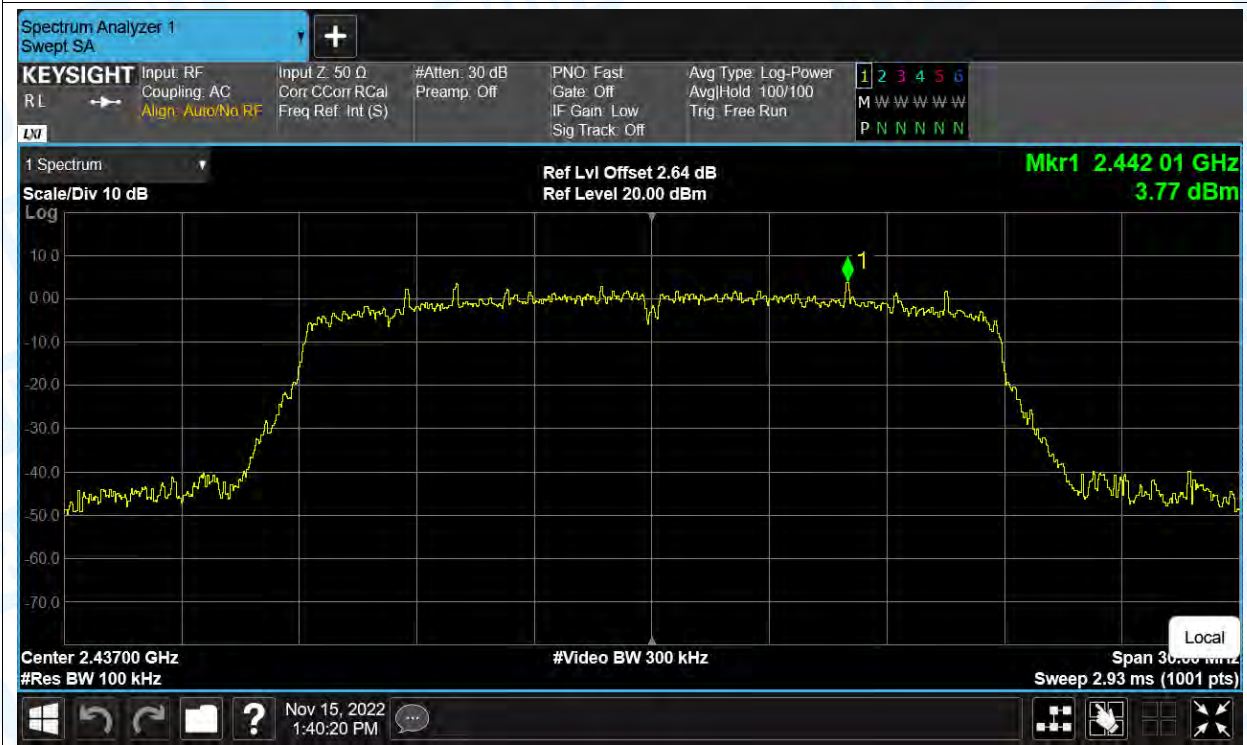 Spectrum Analyzer 1
Swept SA
KEYSIGHT
RL
LXI
Input: RF
Coupling: AC
Align: Auto/No RF
Input Z: 50 Ω
Corr CCorr RCal
Freq Ref: Int (S)
#Atten: 30 dB
Preamp: Off
PNO: Fast
Gate: Off
IF Gain: Low
Sig Track: Off
Avg Type: Log-Power
Avg|Hold: 100/100
Trig: Free Run
1 2 3 4 5 6
M W W W W W
P N N N N N
1 Spectrum
Scale/Div 10 dB
Ref Lvl Offset 2.64 dB
Ref Level 20.00 dBm
Mkr1 2.442 01 GHz
3.77 dBm
Log
10.0
0.00
-10.0
-20.0
-30.0
-40.0
-50.0
-60.0
-70.0
1
Local
Center 2.43700 GHz
#Video BW 300 kHz
Span 30.00 MHz
#Res BW 100 kHz
Sweep 2.93 ms (1001 pts)
?
Nov 15, 2022
1:40:20 PM